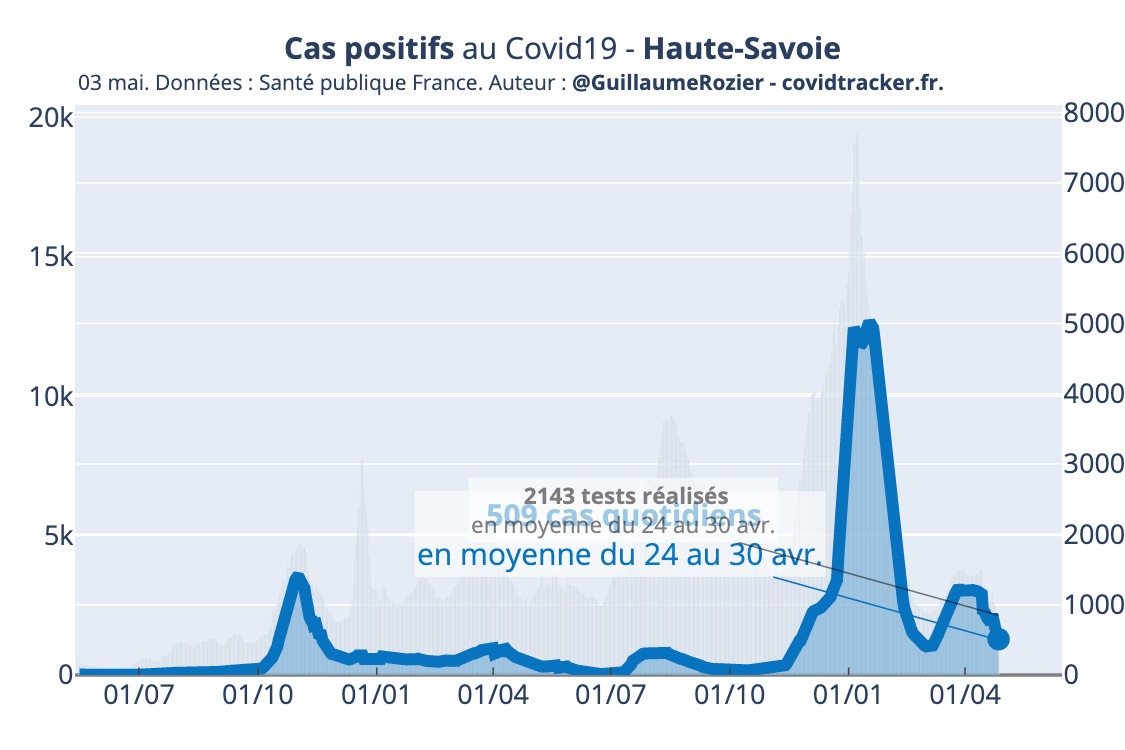 Cas positifs au Covid19 - Haute-Savoie
03 mai. Données : Santé publique France. Auteur : @GuillaumeRozier - covidtracker.fr.
20k
15k
10k
5k
0
8000
7000
6000
5000
4000
3000
2000
1000
0
2143 tests réalisés
en moyenne du 24 au 30 avr.
509 cas quotidiens
en moyenne du 24 au 30 avr.
01/07 01/10 01/01 01/04 01/07 01/10 01/01 01/04